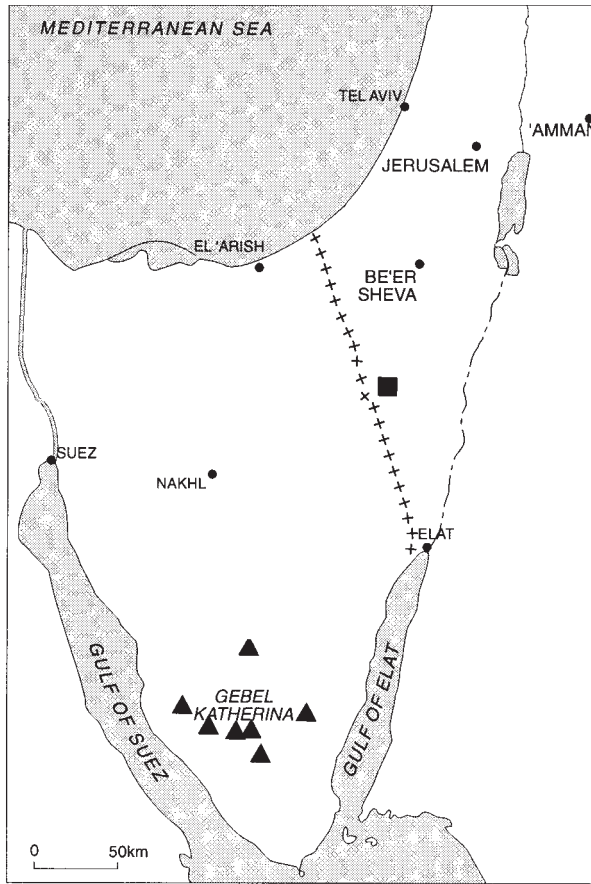 MEDITERRANEAN SEA
TEL AVIV
'AMMAN
JERUSALEM
EL 'ARISH
BE'ER
SHEVA
SUEZ
NAKHL
ELAT
GULF OF SUEZ
GEBEL
KATHERINA
GULF OF ELAT
0 50km